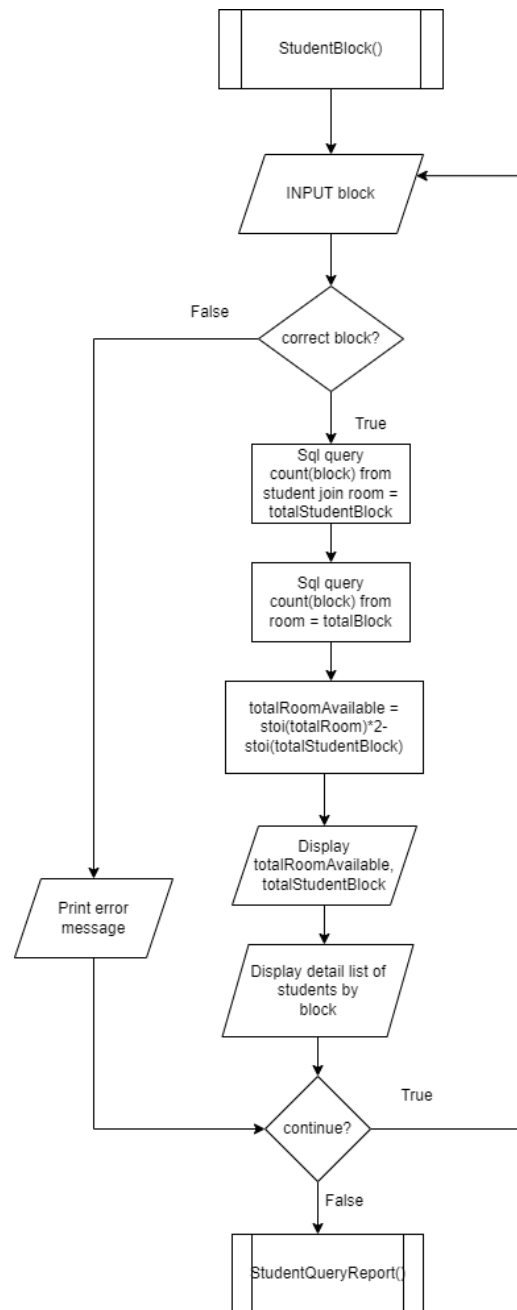 StudentBlock()
INPUT block
False
correct block?
True
Sql query
count(block) from
student join room =
totalStudentBlock
Sql query
count(block) from
room = totalBlock
totalRoomAvailable =
stoi(totalRoom)*2-
stoi(totalStudentBlock)
Display
totalRoomAvailable,
totalStudentBlock
Print error
message
Display detail list of
students by
block
True
continue?
False
StudentQueryReport()